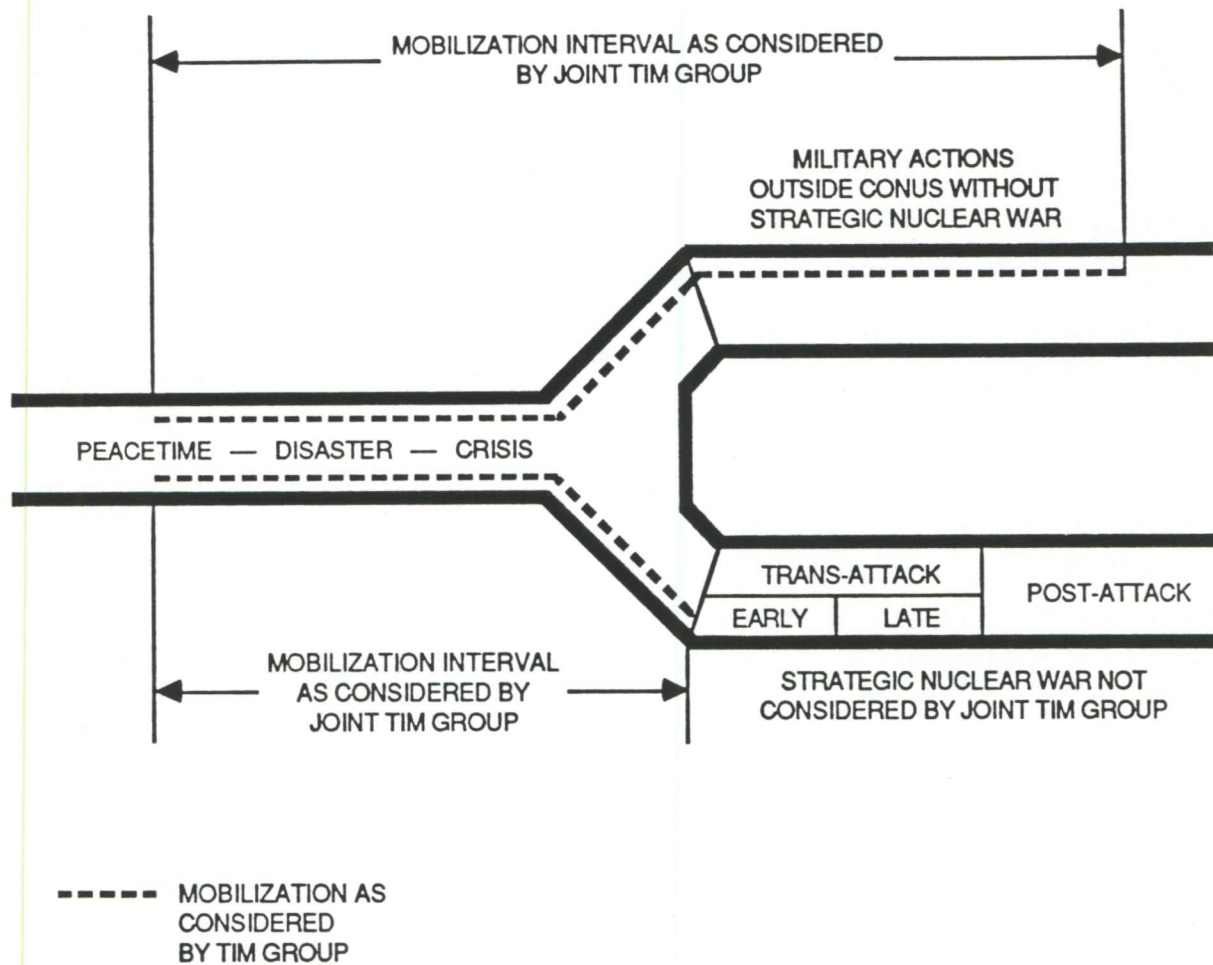 MOBILIZATION INTERVAL AS CONSIDERED
BY JOINT TIM GROUP
MILITARY ACTIONS
OUTSIDE CONUS WITHOUT
STRATEGIC NUCLEAR WAR
PEACETIME — DISASTER — CRISIS
TRANS-ATTACK
POST-ATTACK
EARLY
LATE
MOBILIZATION INTERVAL
AS CONSIDERED BY
JOINT TIM GROUP
STRATEGIC NUCLEAR WAR NOT
CONSIDERED BY JOINT TIM GROUP
MOBILIZATION AS
CONSIDERED
BY TIM GROUP